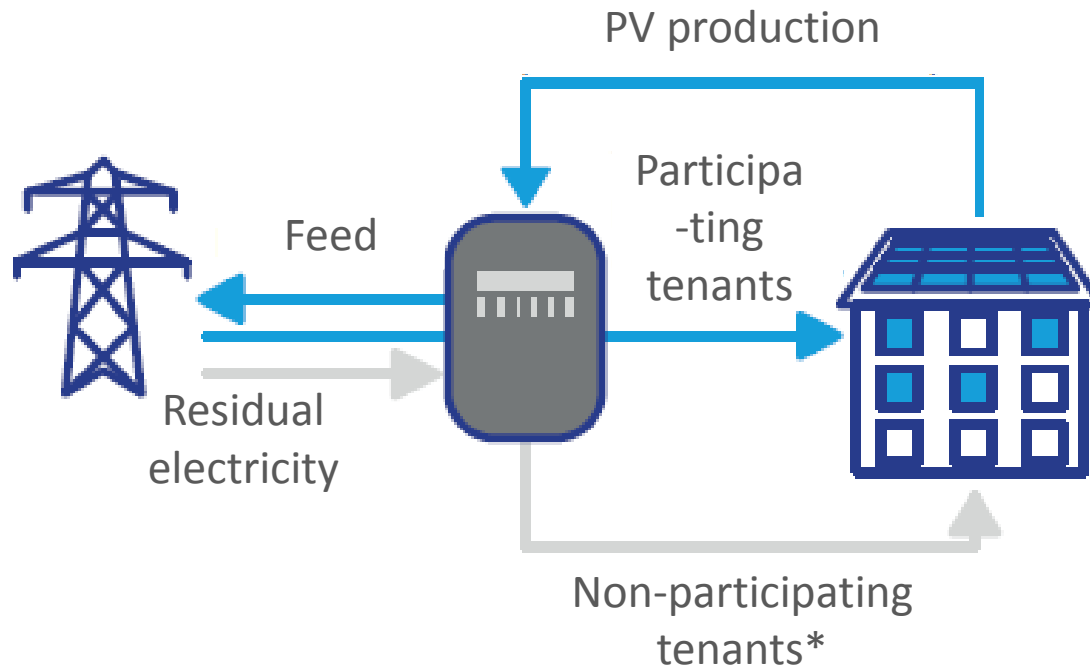 PV production
Participa
-ting
tenants
Feed
Residual
electricity
Non-participating
tenants*